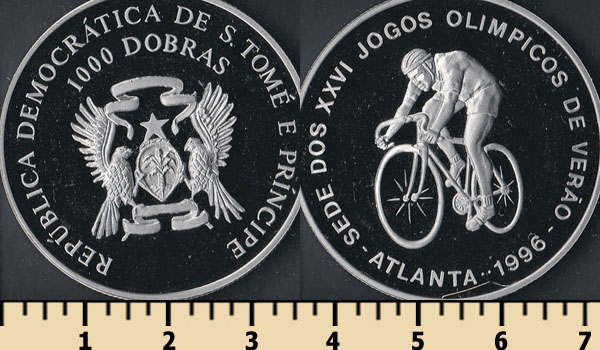 REPÚBLICA DEMOCRÁTICA DE S. TOMÉ E PRÍNCIPE
1000 DOBRAS
SEDE DOS XXVI JOGOS OLIMPICOS DE VERÃO
- ATLANTA · 1996 -
1 2 3 4 5 6 7